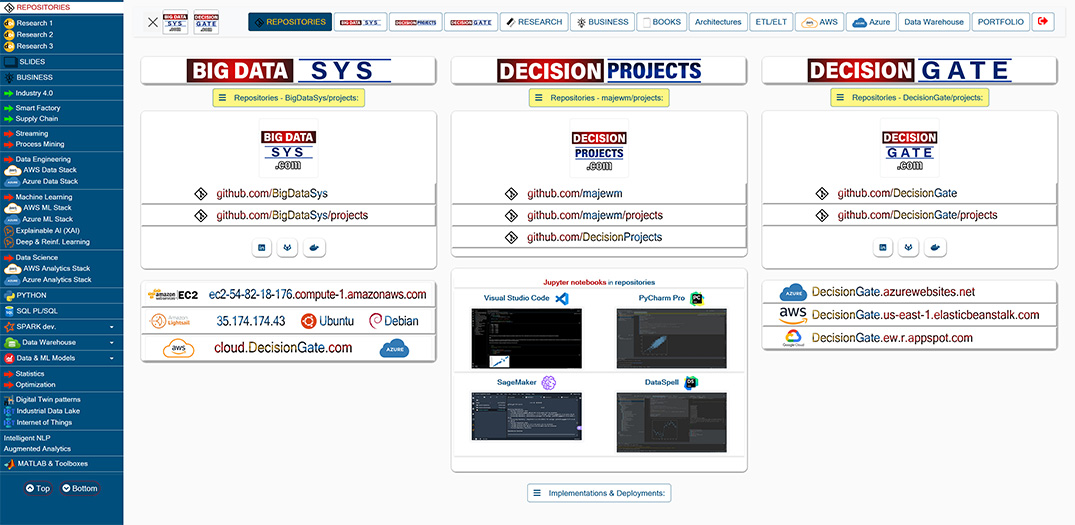 REPOSITORIES
Research 1
Research 2
Research 3
SLIDES
BUSINESS
Industry 4.0
Smart Factory
Supply Chain
Streaming
Process Mining
Data Engineering
AWS Data Stack
Azure Data Stack
Machine Learning
AWS ML Stack
Azure ML Stack
Explainable AI (XAI)
Deep & Reinf. Learning
Data Science
AWS Analytics Stack
Azure Analytics Stack
PYTHON
SQL PL/SQL
SPARK dev.
Data Warehouse
Data & ML Models
Statistics
Optimization
Digital Twin patterns
Industrial Data Lake
Internet of Things
Intelligent NLP
Augmented Analytics
MATLAB & Toolboxes
Top Bottom
BIG DATA SYS .com DECISION GATE .com REPOSITORIES BIG DATA SYS DECISION PROJECTS DECISION GATE RESEARCH BUSINESS BOOKS Architectures ETL/ELT AWS Azure Data Warehouse PORTFOLIO
BIG DATA SYS
Repositories - BigDataSys/projects:
BIG DATA
SYS
.com
github.com/BigDataSys
github.com/BigDataSys/projects
amazon EC2 ec2-54-82-18-176.compute-1.amazonaws.com
Amazon Lightsail 35.174.174.43 Ubuntu Debian
aws cloud.DecisionGate.com AZURE
DECISION PROJECTS
Repositories - majewm/projects:
DECISION
PROJECTS
.com
github.com/majewm
github.com/majewm/projects
github.com/DecisionProjects
Jupyter notebooks in repositories
Visual Studio Code PyCharm Pro
SageMaker DataSpell
Implementations & Deployments:
DECISION GATE
Repositories - DecisionGate/projects:
DECISION
GATE
.com
github.com/DecisionGate
github.com/DecisionGate/projects
AZURE DecisionGate.azurewebsites.net
aws DecisionGate.us-east-1.elasticbeanstalk.com
Google Cloud DecisionGate.ew.r.appspot.com